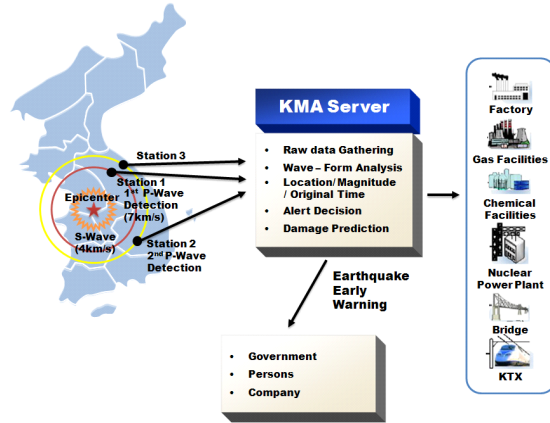 Station 3
Epicenter
Station 1
1st P-Wave
Detection
(7km/s)
S-Wave
(4km/s)
Station 2
2nd P-Wave
Detection
KMA Server
• Raw data Gathering
• Wave – Form Analysis
• Location/ Magnitude
/ Original Time
• Alert Decision
• Damage Prediction
Earthquake
Early
Warning
• Government
• Persons
• Company
Factory
Gas Facilities
Chemical
Facilities
Nuclear
Power Plant
Bridge
KTX